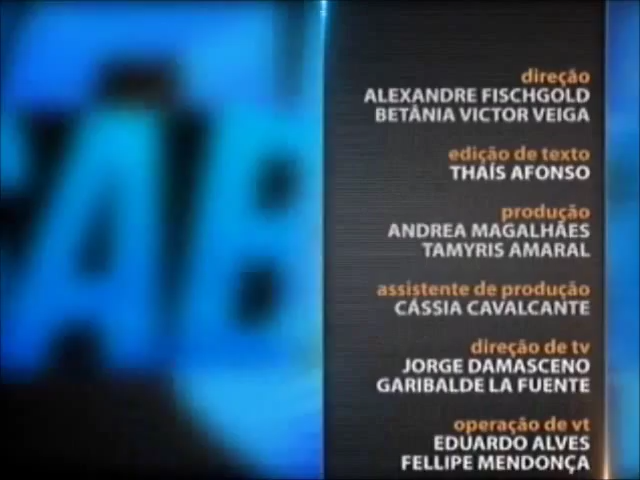 ÁB
direção
ALEXANDRE FISCHGOLD
BETÂNIA VICTOR VEIGA
edição de texto
THAÍS AFONSO
produção
ANDREA MAGALHÃES
TAMYRIS AMARAL
assistente de produção
CÁSSIA CAVALCANTE
direção de tv
JORGE DAMASCENO
GARIBALDE LA FUENTE
operação de vt
EDUARDO ALVES
FELLIPE MENDONÇA